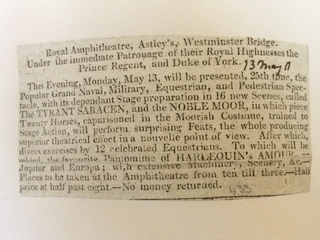 Royal Amphitheatre, Astley's, Westminster Bridge.
Under the immediate Patronage of their Royal Highnesses the
Prince Regent, and Duke of York.
13 May
This Evening, Monday, May 13, will be presented, 25th time, the
Popular Grand Naval, Military, Equestrian, and Pedestrian Spec-
tacle, with its dependant Stage preparation in 16 new Scenes, called
The TYRANT SARACEN, and the NOBLE MOOR, in which piece
Twenty Horses, caparisoned in the Moorish Costume, trained to
Stage Action, will perform surprising Feats, the whole producing
superior theatrical effect in a nouvelle point of view. After which,
divers exercises by 12 celebrated Equestrians. To which will be
added, the favourite Pantomime of HARLEQUIN'S
Jupiter and Europa; with extensive Machinery, Scenery, &c.—
Places to be taken at the Amphitheatre from ten till three.—Half
price at half past eight.—No money returned.